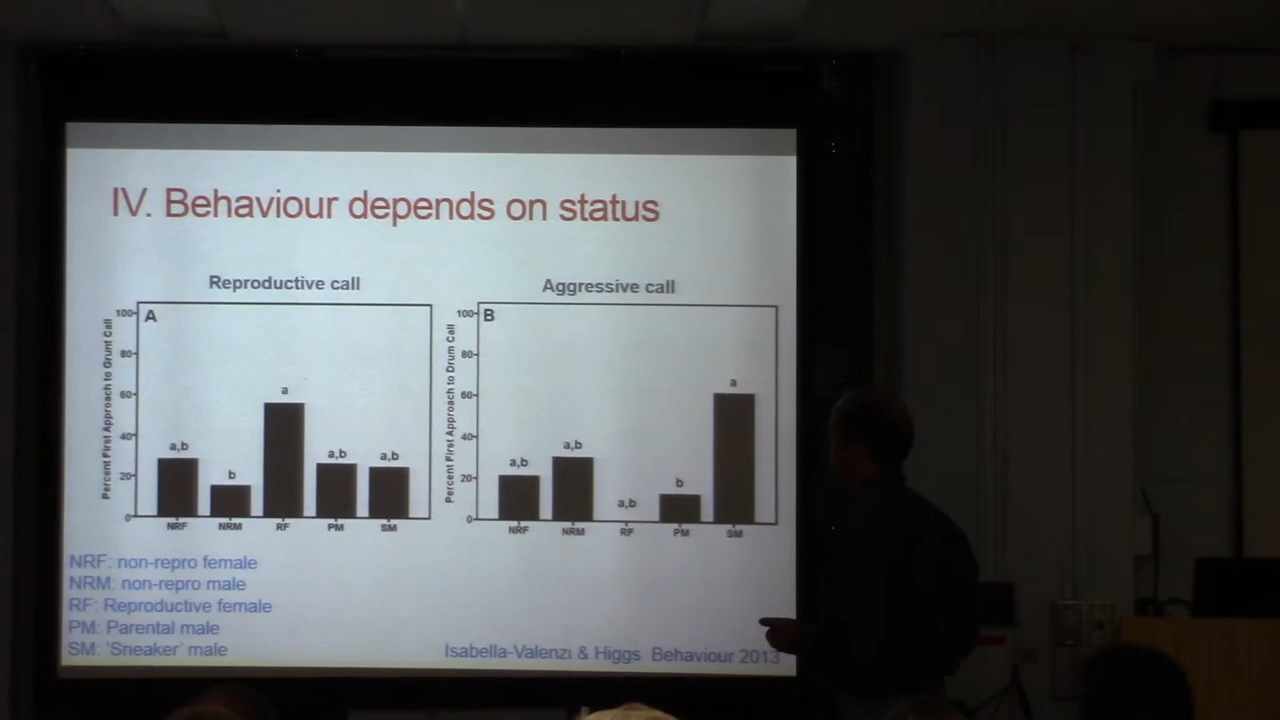 IV. Behaviour depends on status
Reproductive call
Percent First Approach to Grunt Call
100
80
60
40
20
0
A
a,b
b
a
a,b
a,b
NRF
NRM
RF
PM
SM
Aggressive call
Percent First Approach to Drum Call
100
80
60
40
20
0
B
a,b
a,b
a,b
b
a
NRF
NRM
RF
PM
SM
NRF: non-repro female
NRM: non-repro male
RF: Reproductive female
PM: Parental male
SM: 'Sneaker' male
Isabella-Valenzi & Higgs Behaviour 2013